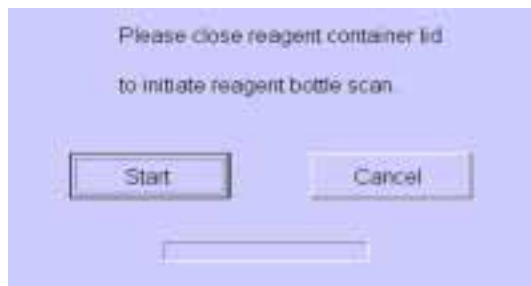 Please close reagent container lid
to initiate reagent bottle scan.
Start
Cancel